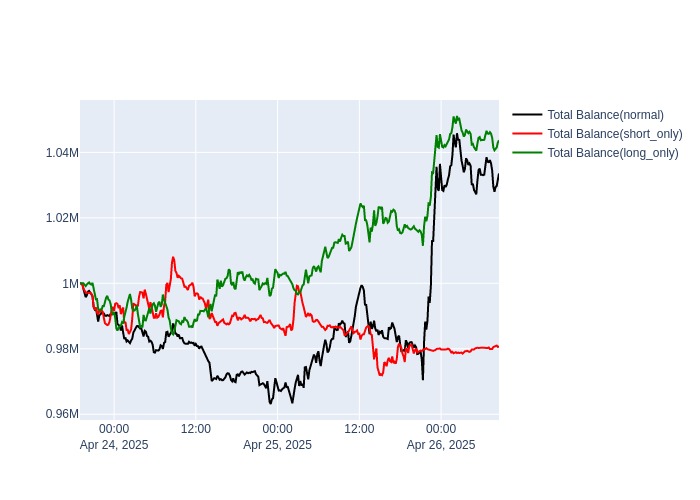 Total Balance(normal)
Total Balance(short_only)
Total Balance(long_only)
1.04M
1.02M
1M
0.98M
0.96M
00:00 12:00 00:00 12:00 00:00
Apr 24, 2025 Apr 25, 2025 Apr 26, 2025